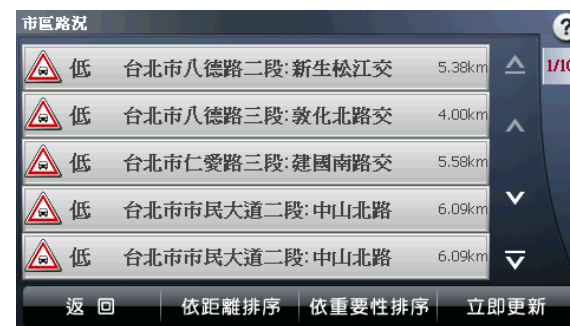 市區路況
?
低 台北市八德路二段:新生松江交 5.38km
1/10
低 台北市八德路三段:敦化北路交 4.00km
低 台北市仁愛路三段:建國南路交 5.58km
低 台北市市民大道二段:中山北路 6.09km
低 台北市市民大道二段:中山北路 6.09km
返 回 依距離排序 依重要性排序 立即更新